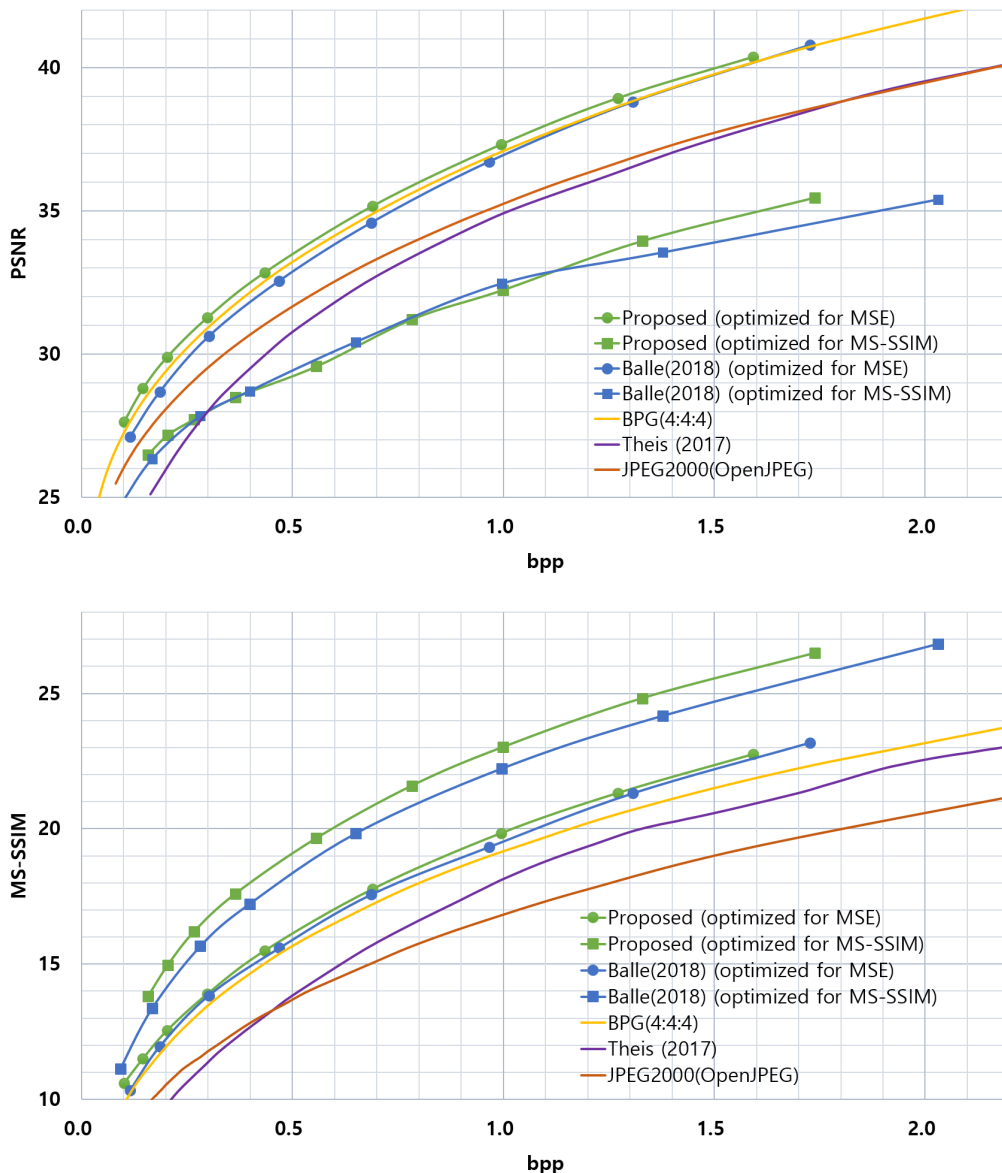 40
35
30
25
PSNR
Proposed (optimized for MSE)
Proposed (optimized for MS-SSIM)
Balle(2018) (optimized for MSE)
Balle(2018) (optimized for MS-SSIM)
BPG(4:4:4)
Theis (2017)
JPEG2000(OpenJPEG)
0.0 0.5 1.0 1.5 2.0
bpp
25
20
15
10
MS-SSIM
Proposed (optimized for MSE)
Proposed (optimized for MS-SSIM)
Balle(2018) (optimized for MSE)
Balle(2018) (optimized for MS-SSIM)
BPG(4:4:4)
Theis (2017)
JPEG2000(OpenJPEG)
0.0 0.5 1.0 1.5 2.0
bpp